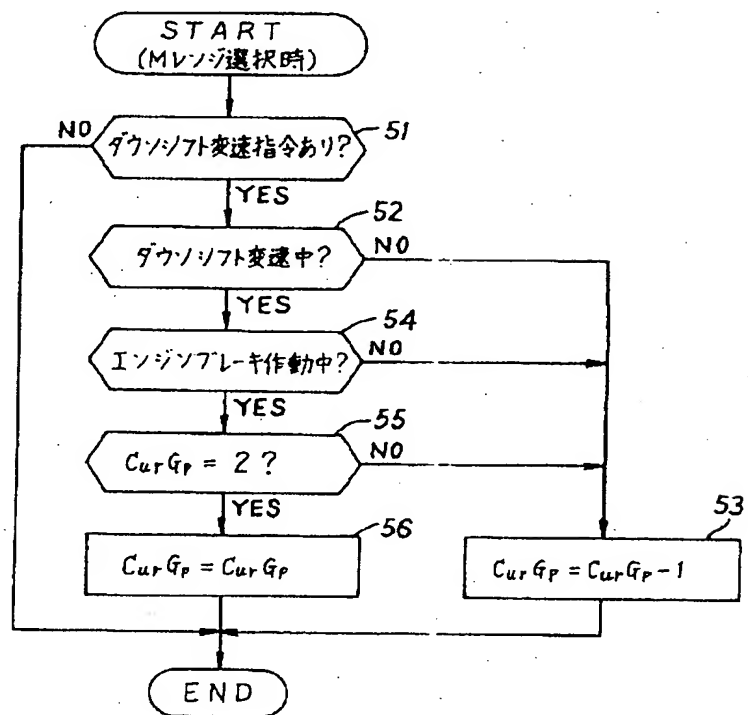 START
(Mレンジ選択時)
51
NO
ダウンシフト変速指令あり?
YES
52
ダウンシフト変速中?
NO
YES
54
エンジンブレーキ作動中?
NO
YES
55
CurGP = 2 ?
NO
YES
56
53
CurGP = CurGP
CurGP = CurGP-1
END